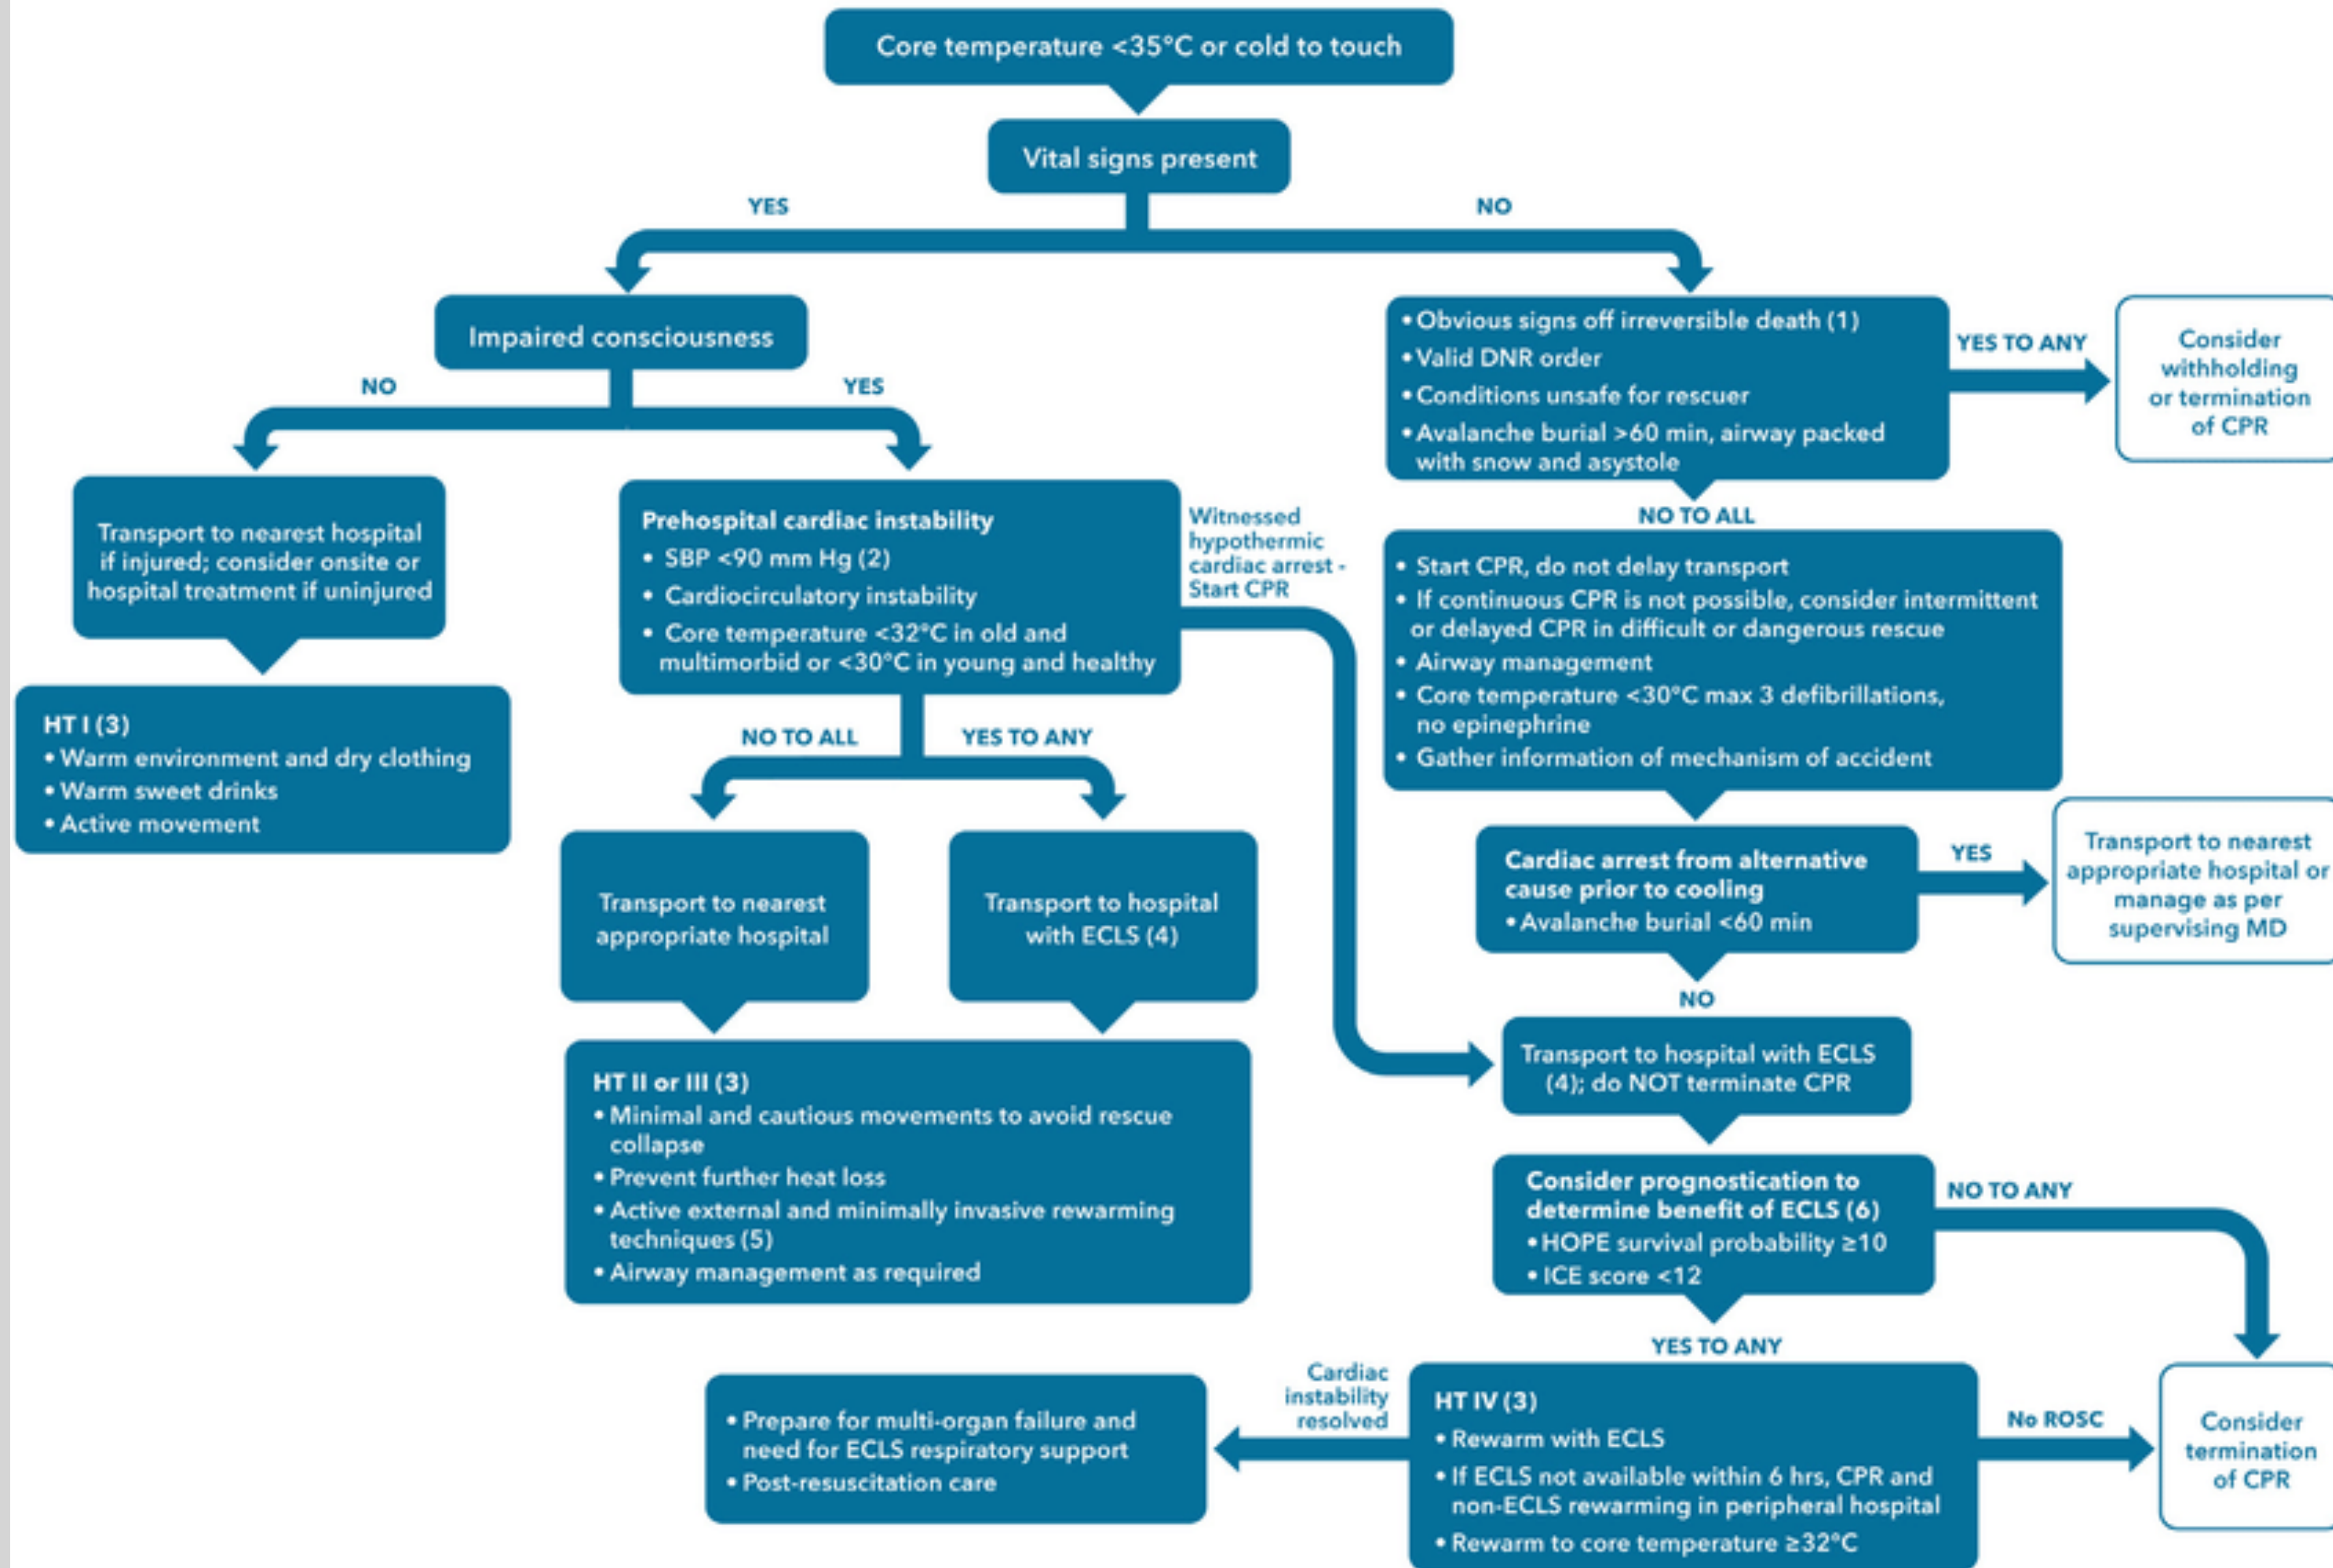 Core temperature <35°C or cold to touch
Vital signs present
YES
NO
Impaired consciousness
NO
YES
Transport to nearest hospital
if injured; consider onsite or
hospital treatment if uninjured
HT I (3)
• Warm environment and dry clothing
• Warm sweet drinks
• Active movement
Prehospital cardiac instability
• SBP <90 mm Hg (2)
• Cardiocirculatory instability
• Core temperature <32°C in old and
multimorbid or <30°C in young and healthy
Witnessed
hypothermic
cardiac arrest -
Start CPR
NO TO ALL
YES TO ANY
Transport to nearest
appropriate hospital
Transport to hospital
with ECLS (4)
HT II or III (3)
• Minimal and cautious movements to avoid rescue
collapse
• Prevent further heat loss
• Active external and minimally invasive rewarming
techniques (5)
• Airway management as required
• Obvious signs off irreversible death (1)
• Valid DNR order
• Conditions unsafe for rescuer
• Avalanche burial >60 min, airway packed
with snow and asystole
YES TO ANY
Consider
withholding
or termination
of CPR
NO TO ALL
• Start CPR, do not delay transport
• If continuous CPR is not possible, consider intermittent
or delayed CPR in difficult or dangerous rescue
• Airway management
• Core temperature <30°C max 3 defibrillations,
no epinephrine
• Gather information of mechanism of accident
Cardiac arrest from alternative
cause prior to cooling
• Avalanche burial <60 min
YES
Transport to nearest
appropriate hospital or
manage as per
supervising MD
NO
Transport to hospital with ECLS
(4); do NOT terminate CPR
Consider prognostication to
determine benefit of ECLS (6)
• HOPE survival probability ≥10
• ICE score <12
NO TO ANY
YES TO ANY
HT IV (3)
• Rewarm with ECLS
• If ECLS not available within 6 hrs, CPR and
non-ECLS rewarming in peripheral hospital
• Rewarm to core temperature ≥32°C
Cardiac
instability
resolved
• Prepare for multi-organ failure and
need for ECLS respiratory support
• Post-resuscitation care
No ROSC
Consider
termination
of CPR